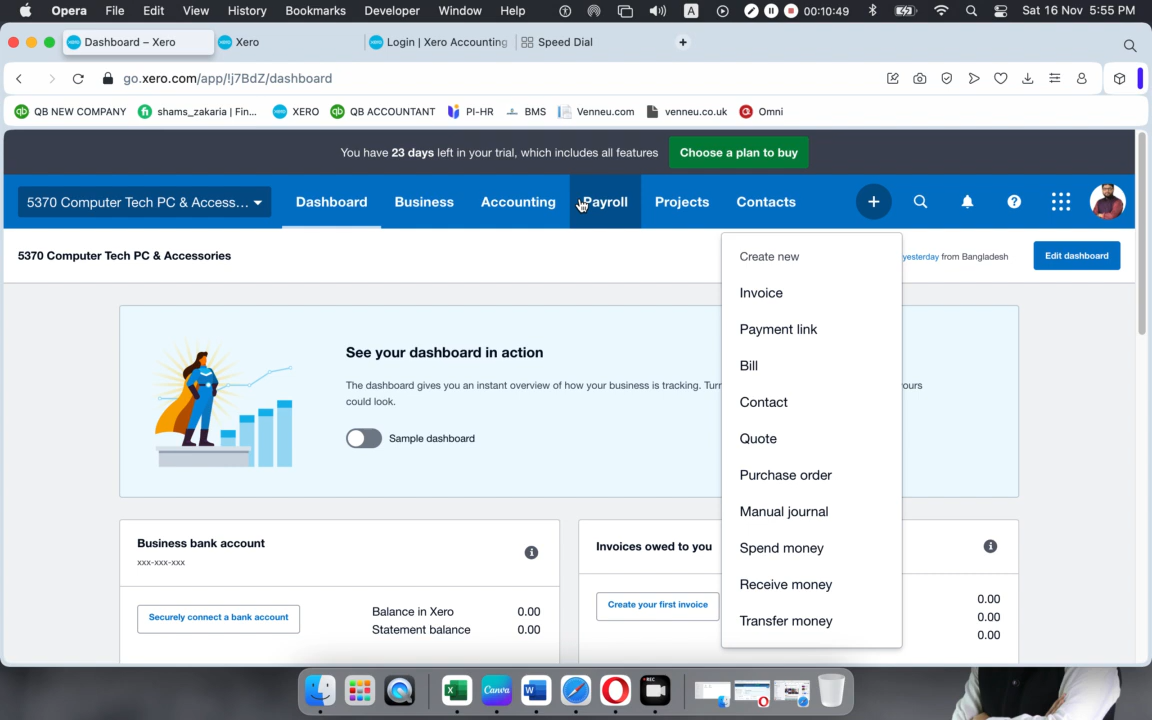 Opera File Edit View History Bookmarks Developer Window Help A 00:10:49 Sat 16 Nov 5:55 PM
Dashboard – Xero Xero Login | Xero Accounting Speed Dial
go.xero.com/app/!j7BdZ/dashboard
QB NEW COMPANY shams_zakaria | Fin... XERO QB ACCOUNTANT PI-HR BMS Venneu.com venneu.co.uk Omni
You have 23 days left in your trial, which includes all features Choose a plan to buy
5370 Computer Tech PC & Access... Dashboard Business Accounting Payroll Projects Contacts
5370 Computer Tech PC & Accessories
yesterday from Bangladesh
Edit dashboard
Create new
Invoice
Payment link
Bill
Contact
Quote
Purchase order
Manual journal
Spend money
Receive money
Transfer money
See your dashboard in action
The dashboard gives you an instant overview of how your business is tracking. Turn ours
could look.
Sample dashboard
Business bank account
xxx-xxx-xxx
Securely connect a bank account
Balance in Xero 0.00
Statement balance 0.00
Invoices owed to you
Create your first invoice
0.00
0.00
0.00
Canva
W
REC